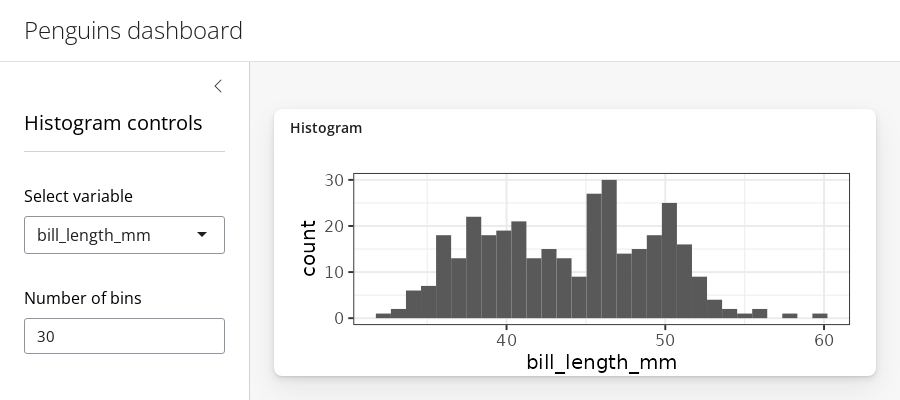 Penguins dashboard
Histogram controls
Select variable
bill_length_mm
Number of bins
30
Histogram
30
20
10
0
count
40 50 60
bill_length_mm